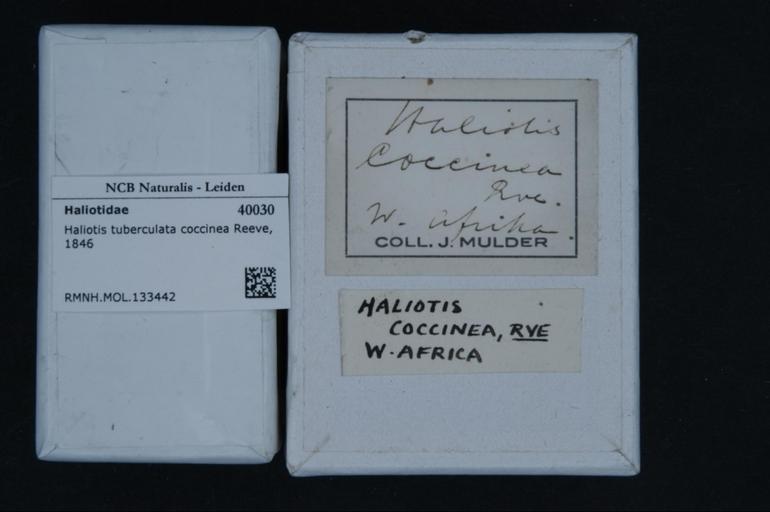 NCB Naturalis - Leiden
Haliotidae 40030
Haliotis tuberculata coccinea Reeve,
1846
RMNH.MOL.133442
Haliotis
Coccinea
Rve.
W. Afrika.
COLL. J. MULDER
HALIOTIS
COCCINEA, RVE
W. AFRICA